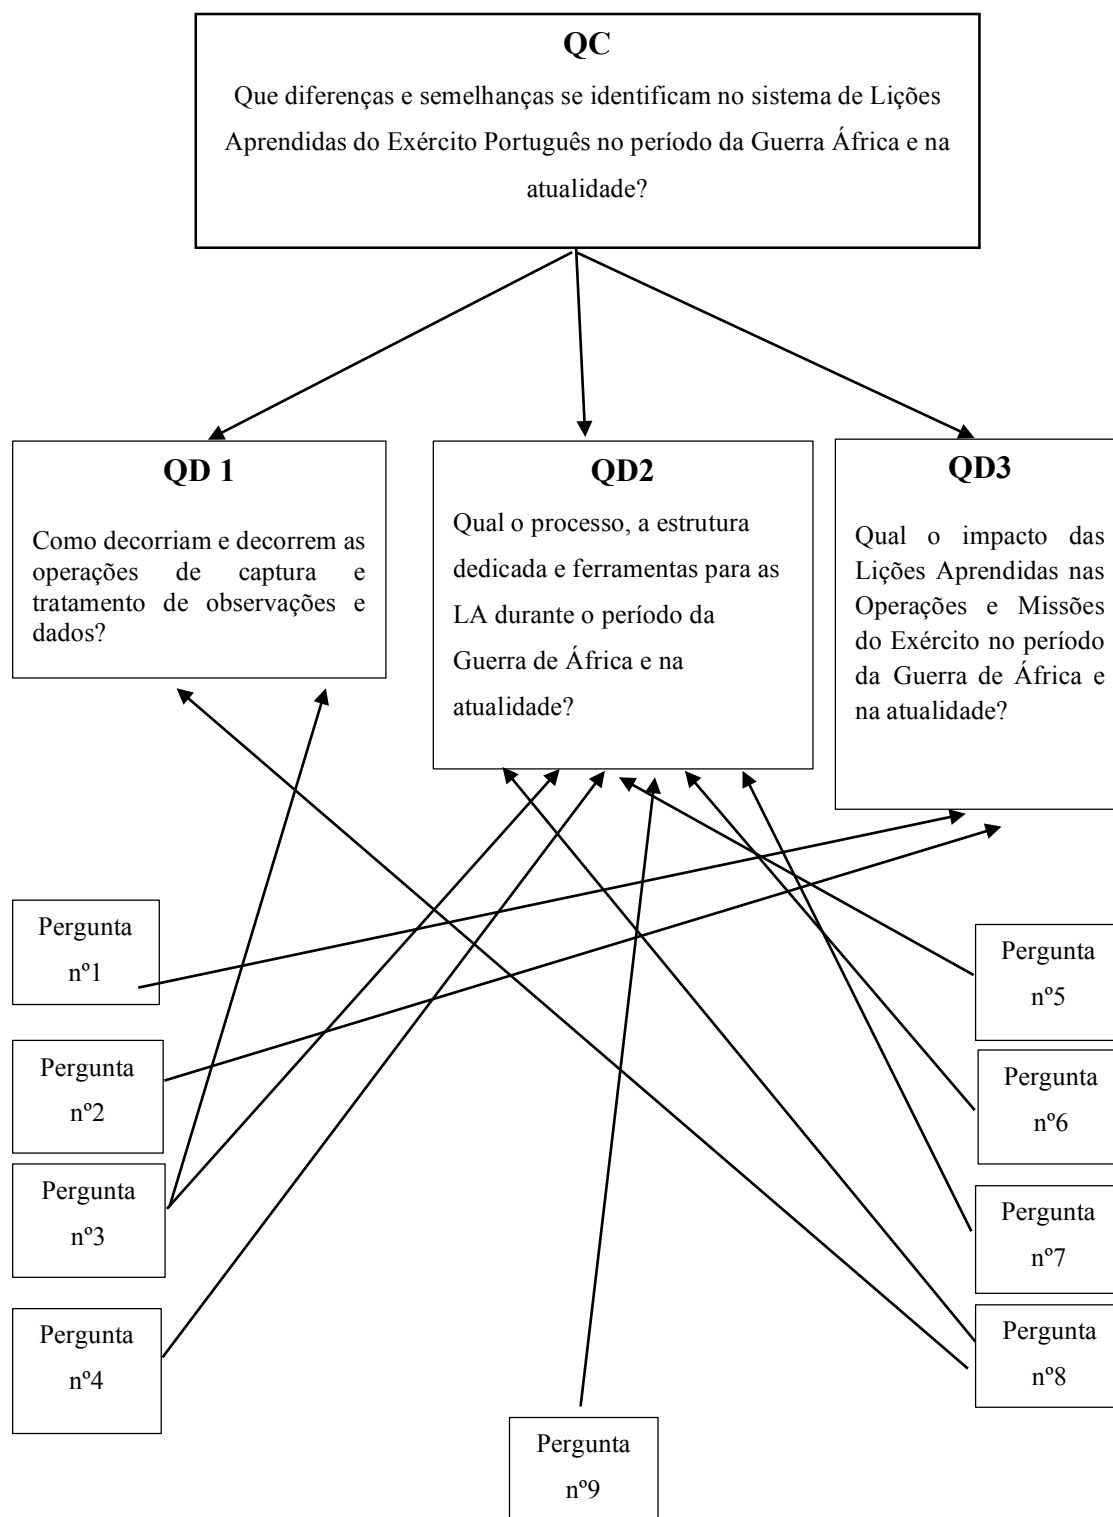 QC
Que diferenças e semelhanças se identificam no sistema de Lições
Aprendidas do Exército Português no período da Guerra África e na
atualidade?
QD 1
Como decorriam e decorrem as
operações de captura e
tratamento de observações e
dados?
QD2
Qual o processo, a estrutura
dedicada e ferramentas para as
LA durante o período da
Guerra de África e na
atualidade?
QD3
Qual o impacto das
Lições Aprendidas nas
Operações e Missões
do Exército no período
da Guerra de África e
na atualidade?
Pergunta
nº1
Pergunta
nº2
Pergunta
nº3
Pergunta
nº4
Pergunta
nº5
Pergunta
nº6
Pergunta
nº7
Pergunta
nº8
Pergunta
nº9